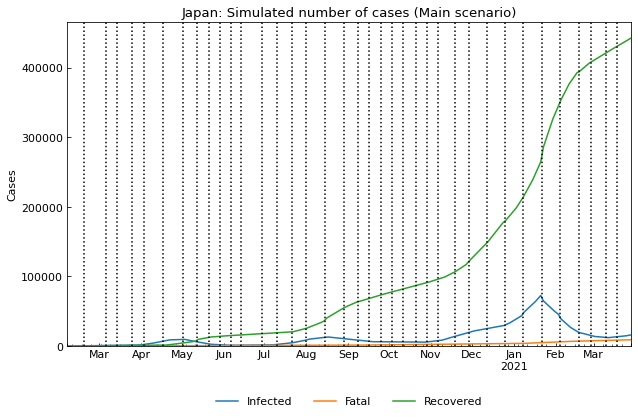 Japan: Simulated number of cases (Main scenario)
400000
300000
200000
100000
0
Cases
Mar Apr May Jun Jul Aug Sep Oct Nov Dec Jan Feb Mar
2021
Infected Fatal Recovered